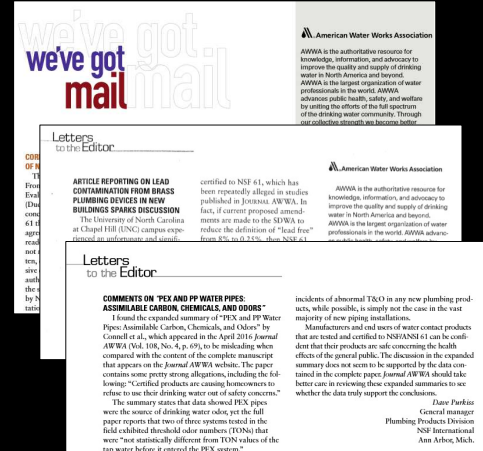 we've got
we've got
mail mail
American Water Works Association
AWWA is the authoritative resource for
knowledge, information, and advocacy to
improve the quality and supply of drinking
water in North America and beyond.
AWWA is the largest organization of water
professionals in the world. AWWA
advances public health, safety, and welfare
by uniting the efforts of the full spectrum
of the drinking water community. Through
our collective strength we become better
Letters
to the Editor
ARTICLE REPORTING ON LEAD
CONTAMINATION FROM BRASS
PLUMBING DEVICES IN NEW
BUILDINGS SPARKS DISCUSSION
The University of North Carolina
at Chapel Hill (UNC) campus expe-
rienced an unfortunate and signifi-
certified to NSF 61, which has
been repeatedly alleged in studies
published in JOURNAL AWWA. In
fact, if current proposed amend-
ments are made to the SDWA to
reduce the definition of "lead free"
from 8% to 0.25%, then NSF 61
American Water Works Association
AWWA is the authoritative resource for
knowledge, information, and advocacy to
improve the quality and supply of drinking
water in North America and beyond.
AWWA is the largest organization of water
professionals in the world. AWWA advanc-
Letters
to the Editor
COMMENTS ON "PEX AND PP WATER PIPES:
ASSIMILABLE CARBON, CHEMICALS, AND ODORS"
I found the expanded summary of "PEX and PP Water
Pipes: Assimilable Carbon, Chemicals, and Odors" by
Connell et al., which appeared in the April 2016 Journal
AWWA (Vol. 108, No. 4, p. 69), to be misleading when
compared with the content of the complete manuscript
that appears on the Journal AWWA website. The paper
contains some pretty strong allegations, including the fol-
lowing: "Certified products are causing homeowners to
refuse to use their drinking water out of safety concerns."
The summary states that data showed PEX pipes
were the source of drinking water odor, yet the full
paper reports that two of three systems tested in the
field exhibited threshold odor numbers (TONs) that
were "not statistically different from TON values of the
tap water before it entered the PEX system."
incidents of abnormal T&O in any new plumbing prod-
ucts, while possible, is simply not the case in the vast
majority of new piping installations.
Manufacturers and end users of water contact products
that are tested and certified to NSF/ANSI 61 can be confi-
dent that their products are safe concerning the health
effects of the general public. The discussion in the expanded
summary does not seem to be supported by the data con-
tained in the complete paper. Journal AWWA should take
better care in reviewing these expanded summaries to see
whether the data truly support the conclusions.
Dave Purkiss
General manager
Plumbing Products Division
NSF International
Ann Arbor, Mich.